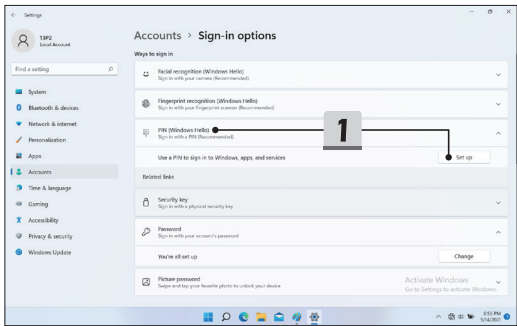 Settings
13P2
Local Account
Find a setting
System
Bluetooth & devices
Network & internet
Personalization
Apps
Accounts
Time & language
Gaming
Accessibility
Privacy & security
Windows Update
Accounts > Sign-in options
Ways to sign in
Facial recognition (Windows Hello)
Sign in with your camera (Recommended)
Fingerprint recognition (Windows Hello)
Sign in with your fingerprint scanner (Recommended)
PIN (Windows Hello)
Sign in with a PIN (Recommended)
1
Use a PIN to sign in to Windows, apps, and services
Set up
Related links
Security key
Sign in with a physical security key
Password
Sign in with your account's password
You're all set up
Change
Picture password
Swipe and tap your favorite photo to unlock your device
Activate Windows
Go to Settings to activate Windows.
6:55 PM
5/14/2021